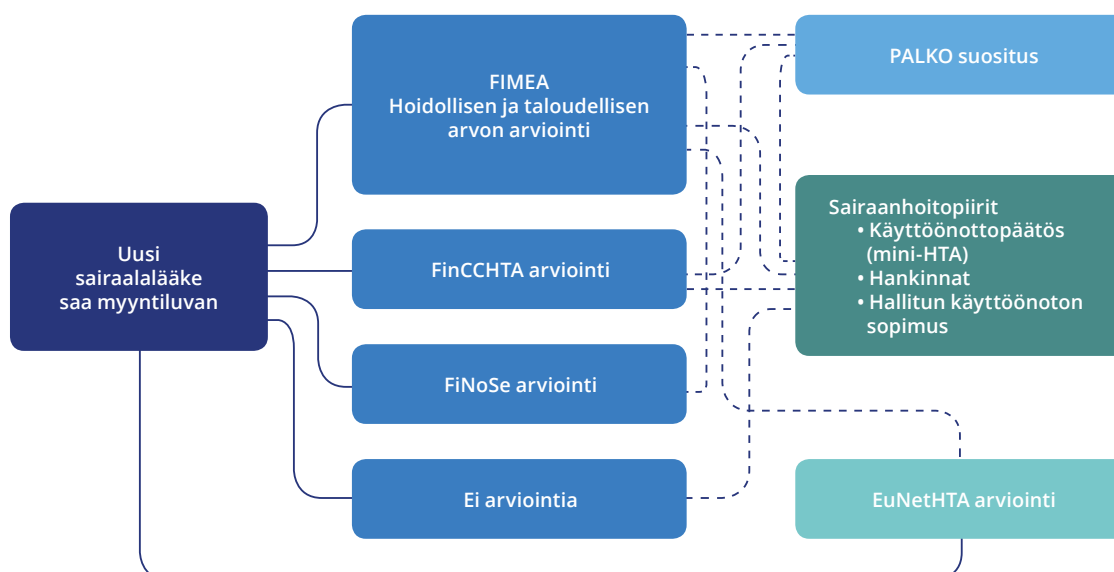 Uusi
sairaalalääke
saa myyntiluvan
FIMEA
Hoidollisen ja taloudellisen
arvon arviointi
FinCCHTA arviointi
FiNoSe arviointi
Ei arviointia
PALKO suositus
Sairaanhoitopiirit
• Käyttöönottopäätös
(mini-HTA)
• Hankinnat
• Hallitun käyttöönoton
sopimus
EuNetHTA arviointi